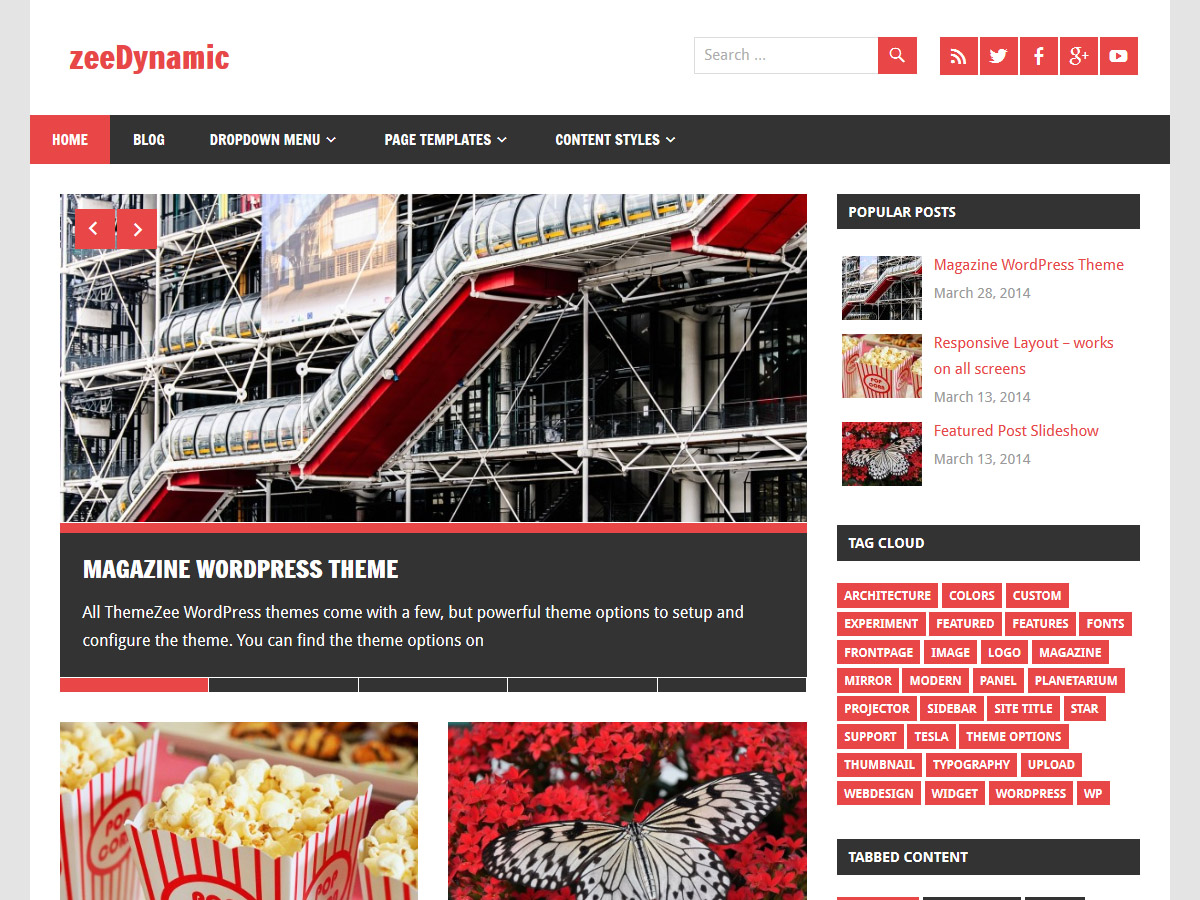 zeeDynamic
Search ...
HOME
BLOG
DROPDOWN MENU
PAGE TEMPLATES
CONTENT STYLES
MAGAZINE WORDPRESS THEME
All ThemeZee WordPress themes come with a few, but powerful theme options to setup and
configure the theme. You can find the theme options on
POPULAR POSTS
Magazine WordPress Theme
March 28, 2014
Responsive Layout – works
on all screens
March 13, 2014
Featured Post Slideshow
March 13, 2014
TAG CLOUD
ARCHITECTURE COLORS CUSTOM
EXPERIMENT FEATURED FEATURES FONTS
FRONTPAGE IMAGE LOGO MAGAZINE
MIRROR MODERN PANEL PLANETARIUM
PROJECTOR SIDEBAR SITE TITLE STAR
SUPPORT TESLA THEME OPTIONS
THUMBNAIL TYPOGRAPHY UPLOAD
WEBDESIGN WIDGET WORDPRESS WP
TABBED CONTENT
POP
CORN
POP